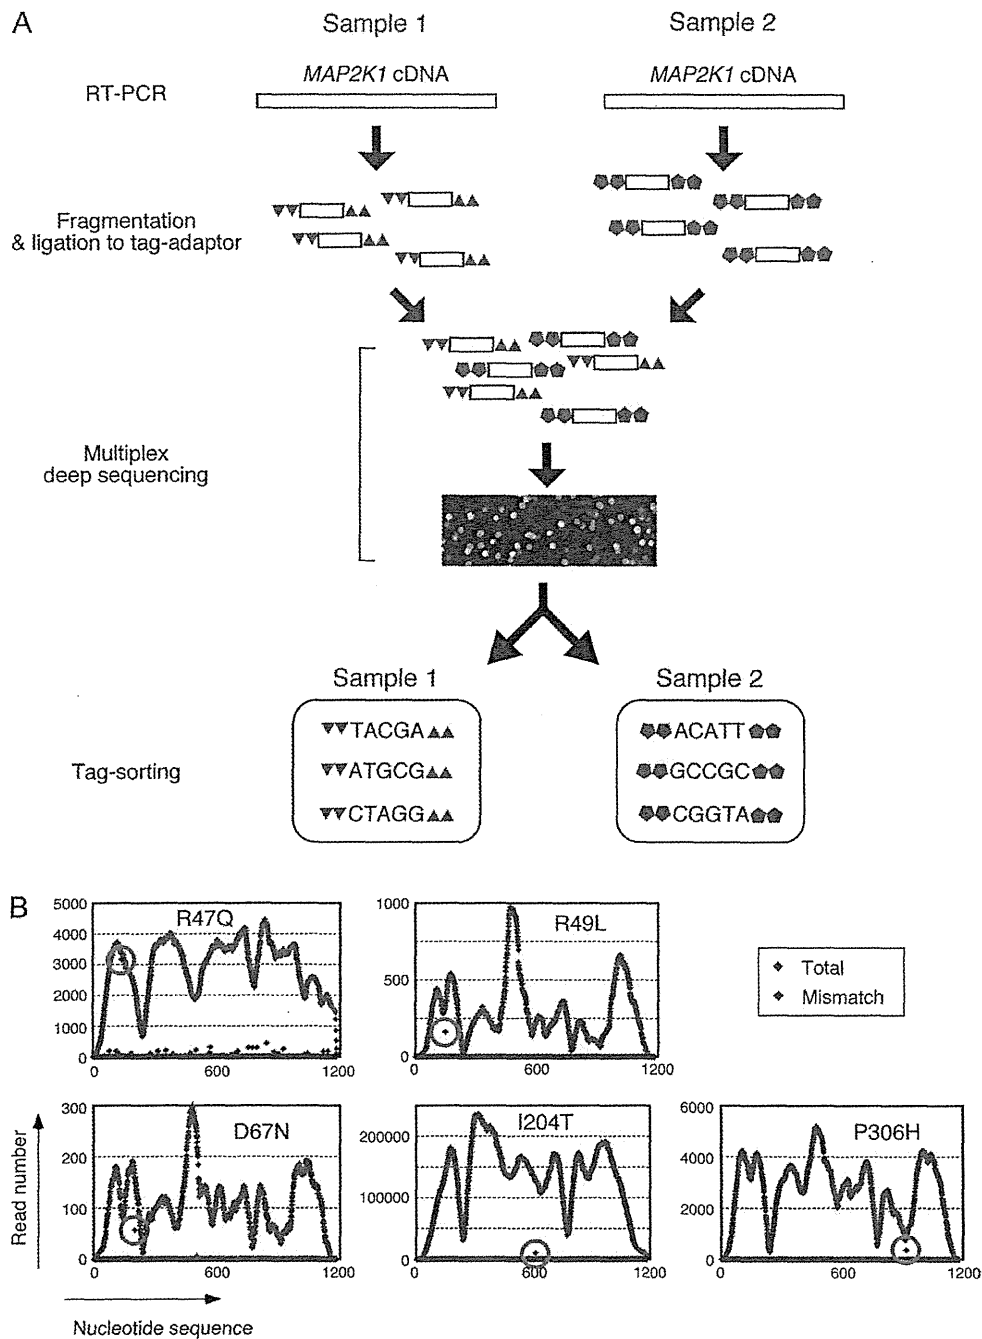 A
Sample 1
Sample 2
MAP2K1 cDNA
MAP2K1 cDNA
RT-PCR
Fragmentation
& ligation to tag-adaptor
Multiplex
deep sequencing
Sample 1
Sample 2
Tag-sorting
TACGA
ATGCG
CTAGG
ACATT
GCCGC
CGGTA
B
5000
4000
3000
2000
1000
0
R47Q
0
600
1200
1000
500
0
R49L
0
600
1200
Total
Mismatch
Read number
300
200
100
0
D67N
0
600
1200
200000
100000
0
I204T
0
600
1200
6000
4000
2000
0
P306H
0
600
1200
Nucleotide sequence